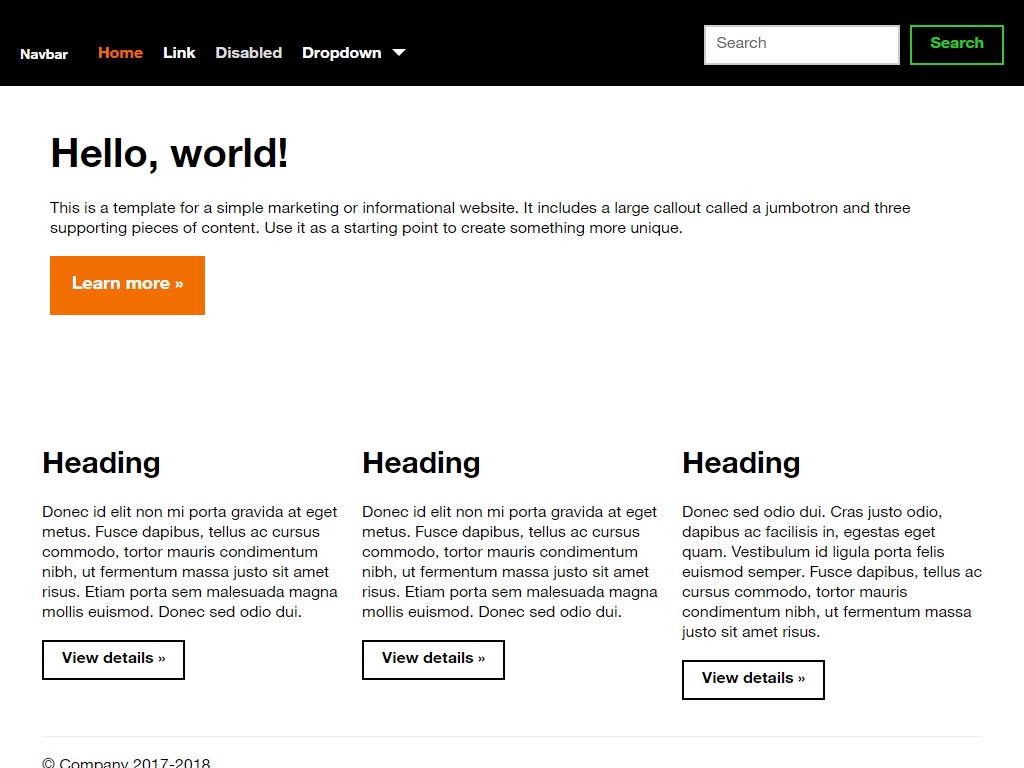 Navbar Home Link Disabled Dropdown Search Search
Hello, world!
This is a template for a simple marketing or informational website. It includes a large callout called a jumbotron and three
supporting pieces of content. Use it as a starting point to create something more unique.
Learn more »
Heading
Donec id elit non mi porta gravida at eget
metus. Fusce dapibus, tellus ac cursus
commodo, tortor mauris condimentum
nibh, ut fermentum massa justo sit amet
risus. Etiam porta sem malesuada magna
mollis euismod. Donec sed odio dui.
View details »
Heading
Donec id elit non mi porta gravida at eget
metus. Fusce dapibus, tellus ac cursus
commodo, tortor mauris condimentum
nibh, ut fermentum massa justo sit amet
risus. Etiam porta sem malesuada magna
mollis euismod. Donec sed odio dui.
View details »
Heading
Donec sed odio dui. Cras justo odio,
dapibus ac facilisis in, egestas eget
quam. Vestibulum id ligula porta felis
euismod semper. Fusce dapibus, tellus ac
cursus commodo, tortor mauris
condimentum nibh, ut fermentum massa
justo sit amet risus.
View details »
© Company 2017-2018